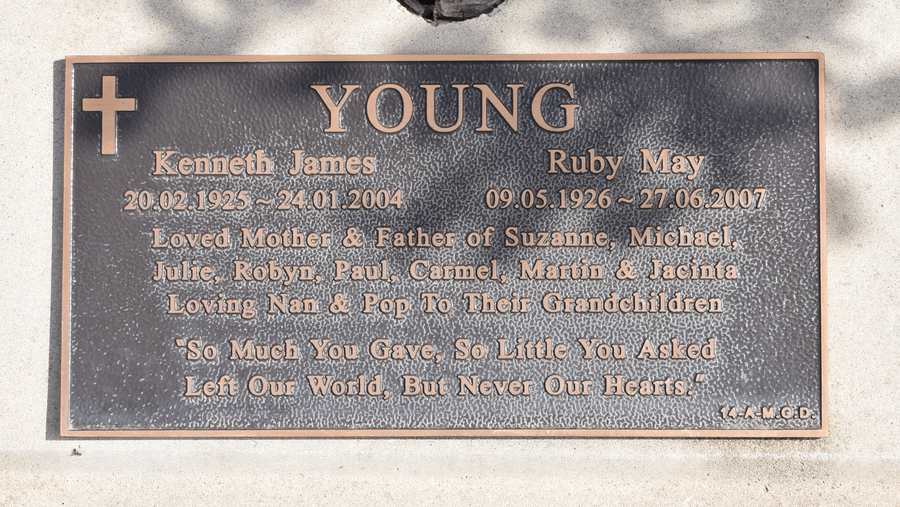 YOUNG
Kenneth James Ruby May
20.02.1925 ~ 24.01.2004 09.05.1926 ~ 27.06.2007
Loved Mother & Father of Suzanne, Michael,
Julie, Robyn, Paul, Carmel, Martin & Jacinta
Loving Nan & Pop To Their Grandchildren
"So Much You Gave, So Little You Asked
Left Our World, But Never Our Hearts."
14-A-M.G.D.